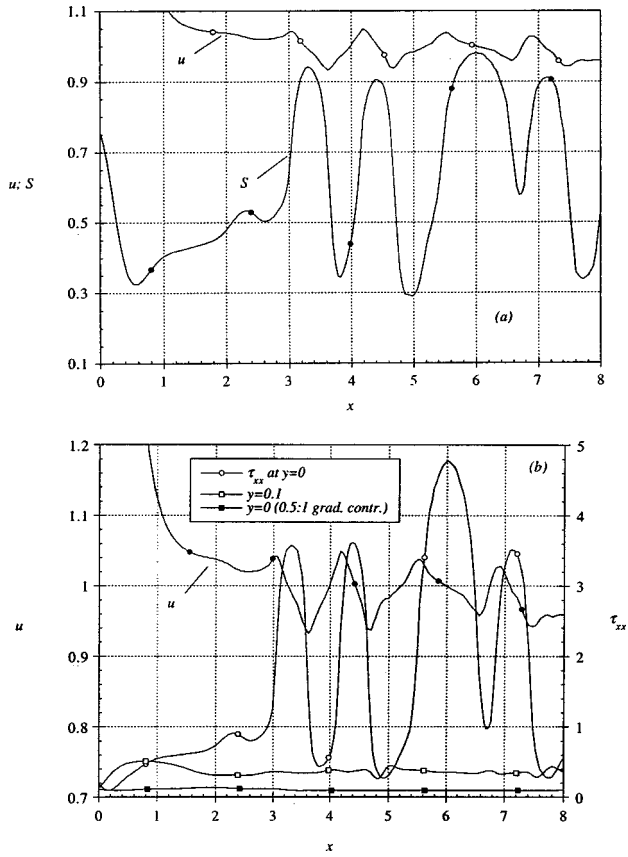 1.1
0.9
0.7
0.5
0.3
0.1
u; S
u
S
(a)
0 1 2 3 4 5 6 7 8
x
1.2
1.1
1
0.9
0.8
0.7
u
τxx at y=0
y=0.1
y=0 (0.5:1 grad. contr.)
(b)
u
5
4
3
2
1
0
τxx
0 1 2 3 4 5 6 7 8
x